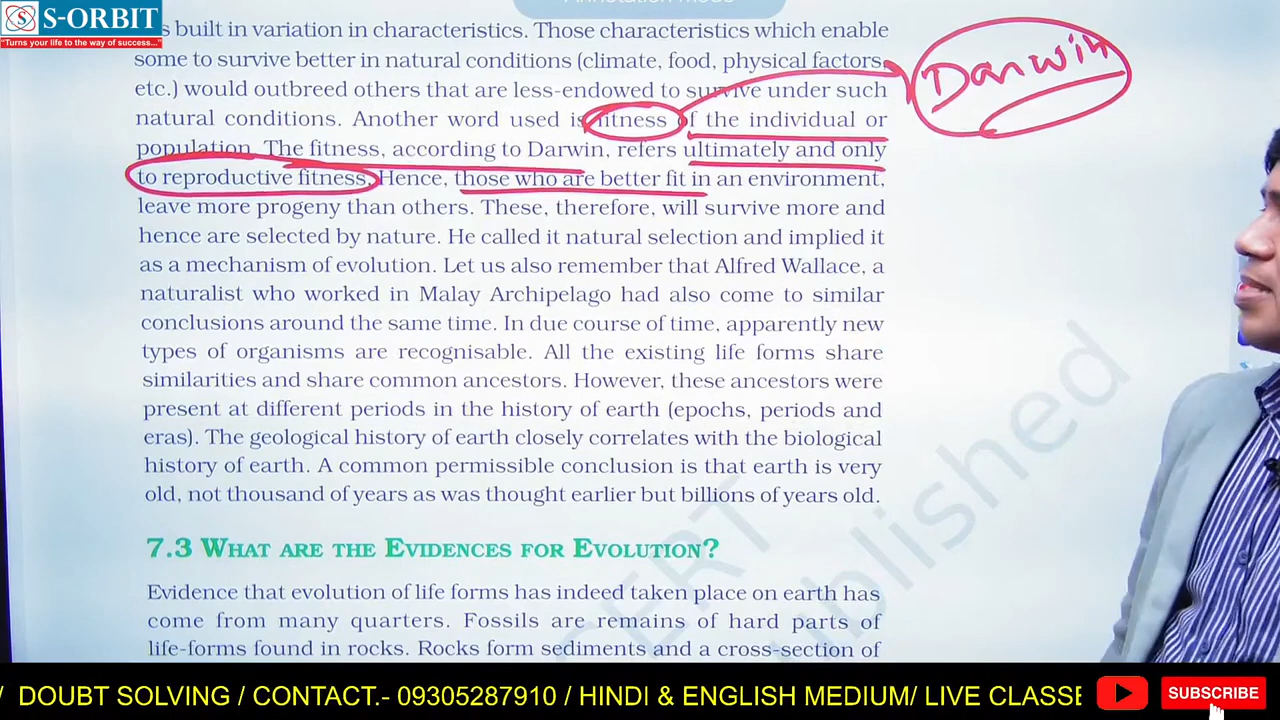 Annotation mode
S-ORBIT
"Turns your life to the way of success..."
s built in variation in characteristics. Those characteristics which enable
some to survive better in natural conditions (climate, food, physical factors,
etc.) would outbreed others that are less-endowed to survive under such
natural conditions. Another word used is fitness of the individual or
population. The fitness, according to Darwin, refers ultimately and only
to reproductive fitness. Hence, those who are better fit in an environment,
leave more progeny than others. These, therefore, will survive more and
hence are selected by nature. He called it natural selection and implied it
as a mechanism of evolution. Let us also remember that Alfred Wallace, a
naturalist who worked in Malay Archipelago had also come to similar
conclusions around the same time. In due course of time, apparently new
types of organisms are recognisable. All the existing life forms share
similarities and share common ancestors. However, these ancestors were
present at different periods in the history of earth (epochs, periods and
eras). The geological history of earth closely correlates with the biological
history of earth. A common permissible conclusion is that earth is very
old, not thousand of years as was thought earlier but billions of years old.
Darwin
7.3 WHAT ARE THE EVIDENCES FOR EVOLUTION?
Evidence that evolution of life forms has indeed taken place on earth has
come from many quarters. Fossils are remains of hard parts of
life-forms found in rocks. Rocks form sediments and a cross-section of
/ DOUBT SOLVING / CONTACT.- 09305287910 / HINDI & ENGLISH MEDIUM/ LIVE CLASSE
SUBSCRIBE